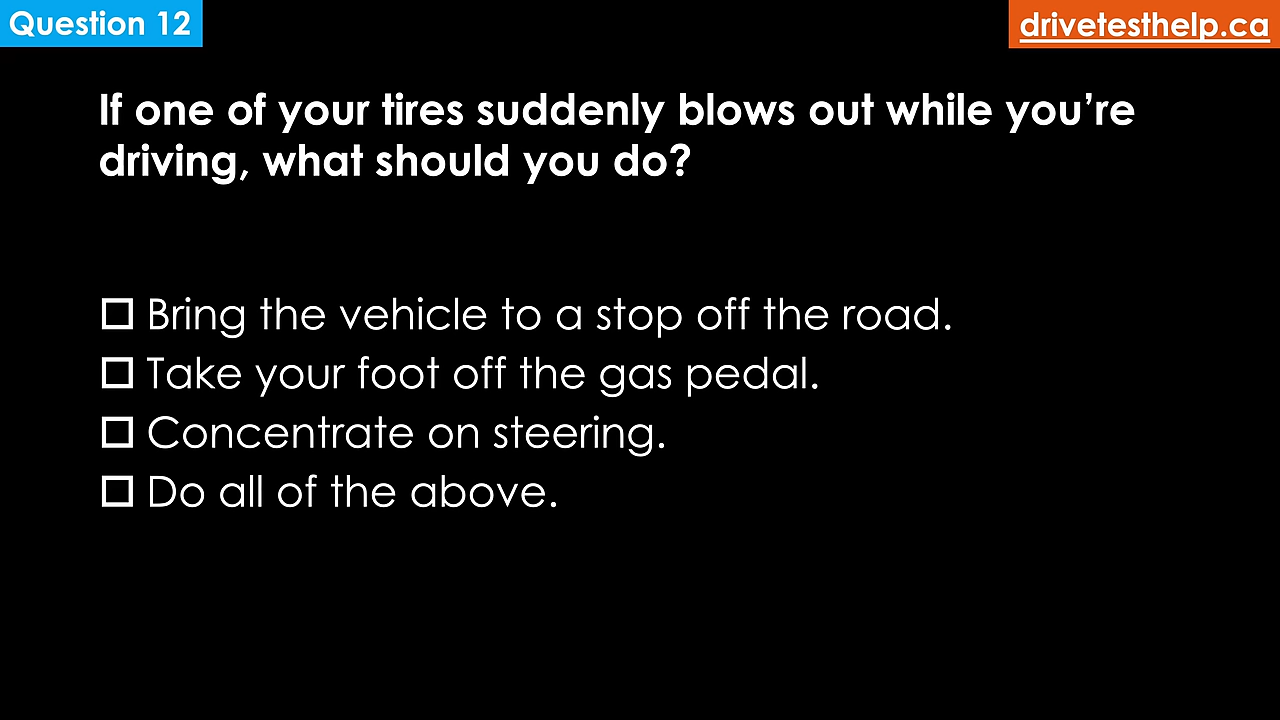 Question 12
drivetesthelp.ca
If one of your tires suddenly blows out while you’re
driving, what should you do?
☐ Bring the vehicle to a stop off the road.
☐ Take your foot off the gas pedal.
☐ Concentrate on steering.
☐ Do all of the above.